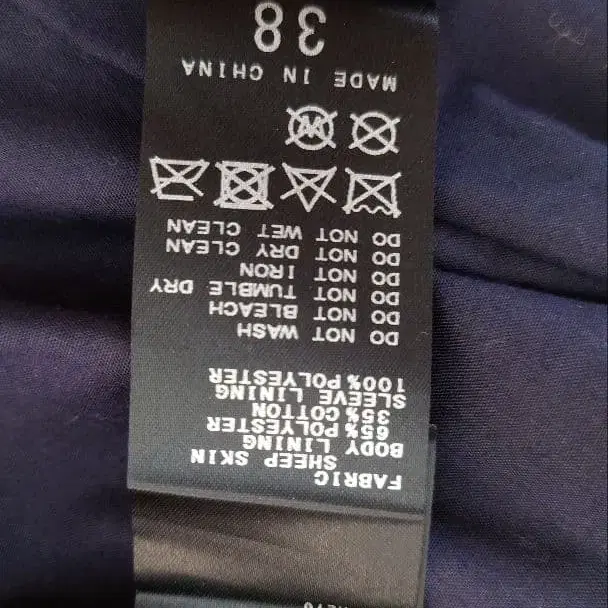 FABRIC
SHEEP SKIN
BODY LINING
65%POLYESTER
35%COTTON
SLEEVE LINING
100%POLYESTER
DO NOT WASH
DO NOT BLEACH
DO NOT TUMBLE DRY
DO NOT IRON
DO NOT DRY CLEAN
DO NOT WET CLEAN
W
MADE IN CHINA
38